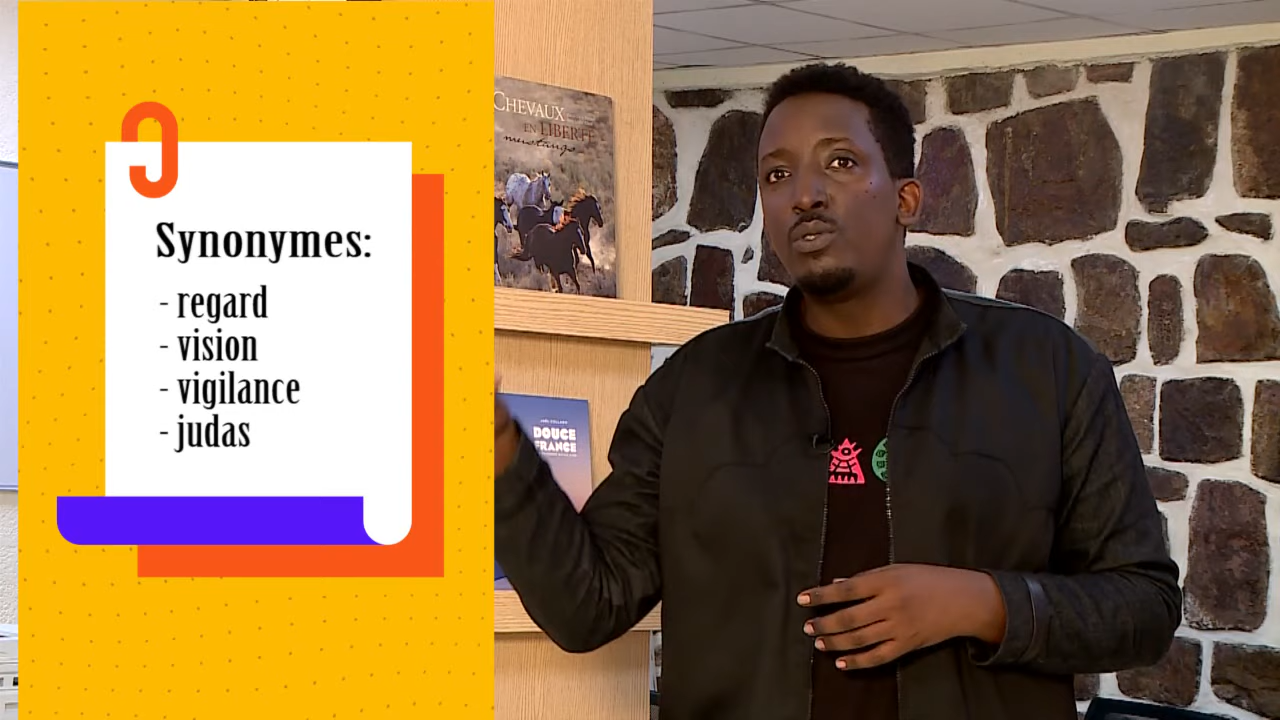 Synonymes:
- regard
- vision
- vigilance
- judas
CHEVAUX
EN LIBERTÉ
mustangs
DOUCE
FRANCE